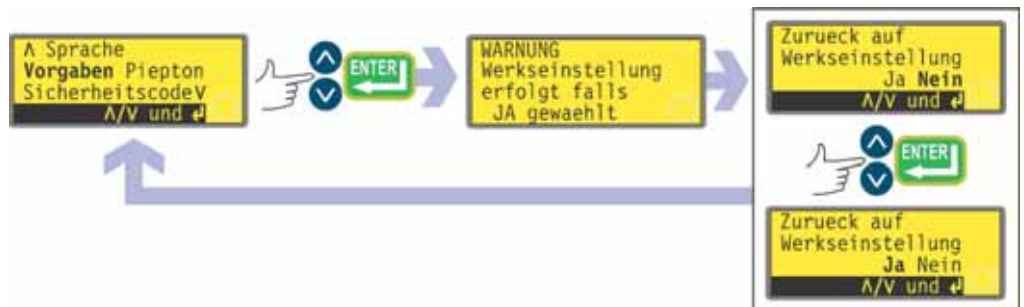 Λ Sprache
Vorgaben Piepton
SicherheitscodeV
Λ/V und ↲
ENTER
WARNUNG
Werkseinstellung
erfolgt falls
JA gewaehlt
Zurueck auf
Werkseinstellung
Ja Nein
Λ/V und ↲
ENTER
Zurueck auf
Werkseinstellung
Ja Nein
Λ/V und ↲